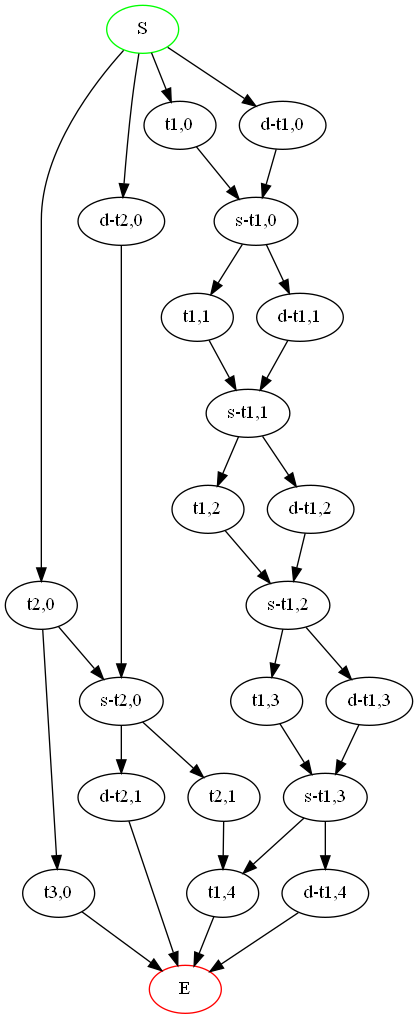 S
t1,0
d-t1,0
d-t2,0
s-t1,0
t1,1
d-t1,1
s-t1,1
t1,2
d-t1,2
t2,0
s-t1,2
s-t2,0
t1,3
d-t1,3
d-t2,1
t2,1
s-t1,3
t3,0
t1,4
d-t1,4
E